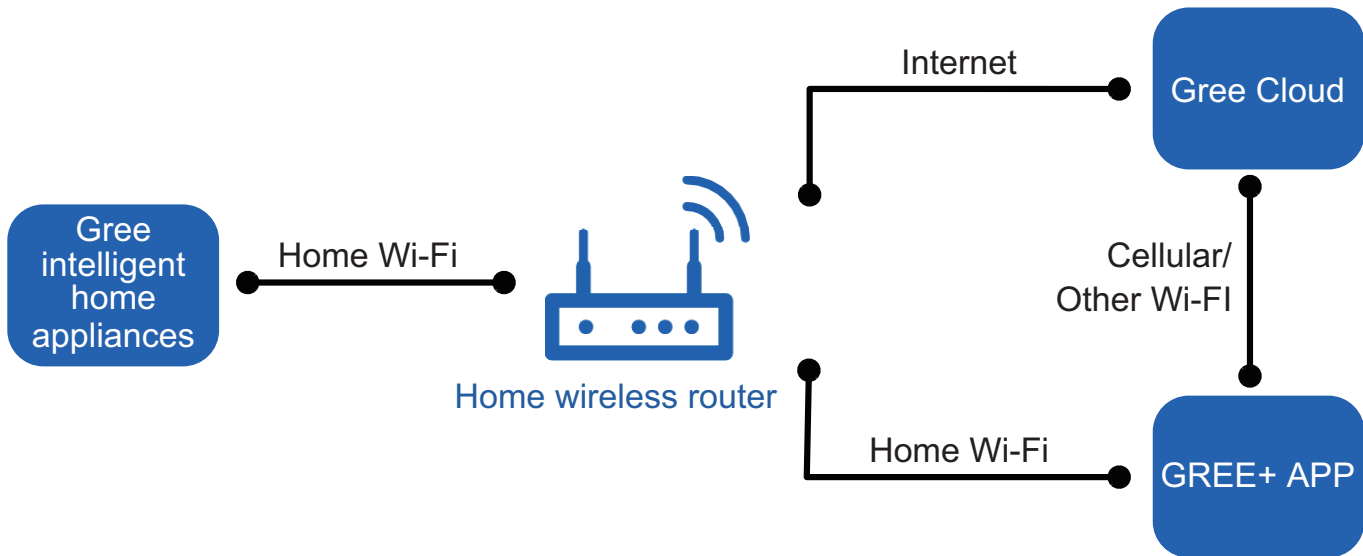 Internet
Gree Cloud
Gree
intelligent
home
appliances
Home Wi-Fi
Cellular/
Other Wi-FI
Home wireless router
Home Wi-Fi
GREE+ APP